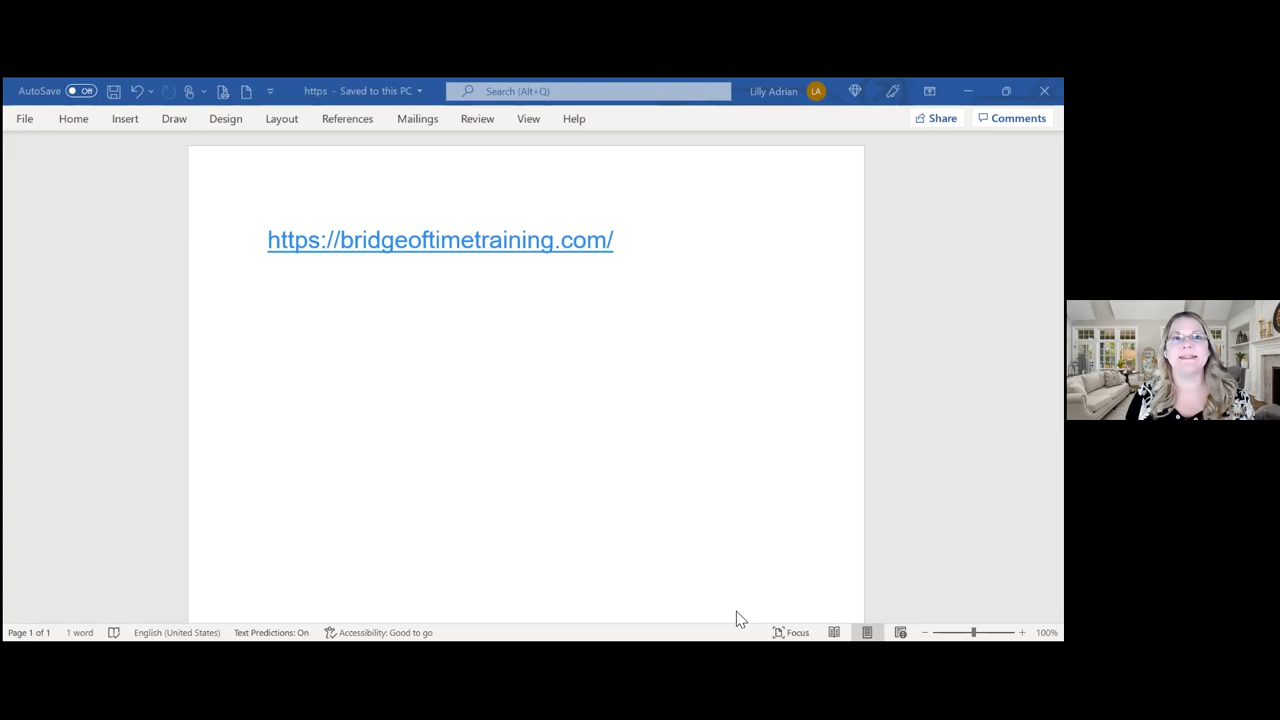 AutoSave Off https - Saved to this PC Search (Alt+Q) Lilly Adrian LA
File Home Insert Draw Design Layout References Mailings Review View Help Share Comments
https://bridgeoftimetraining.com/
Page 1 of 1 1 word English (United States) Text Predictions: On Accessibility: Good to go Focus 100%